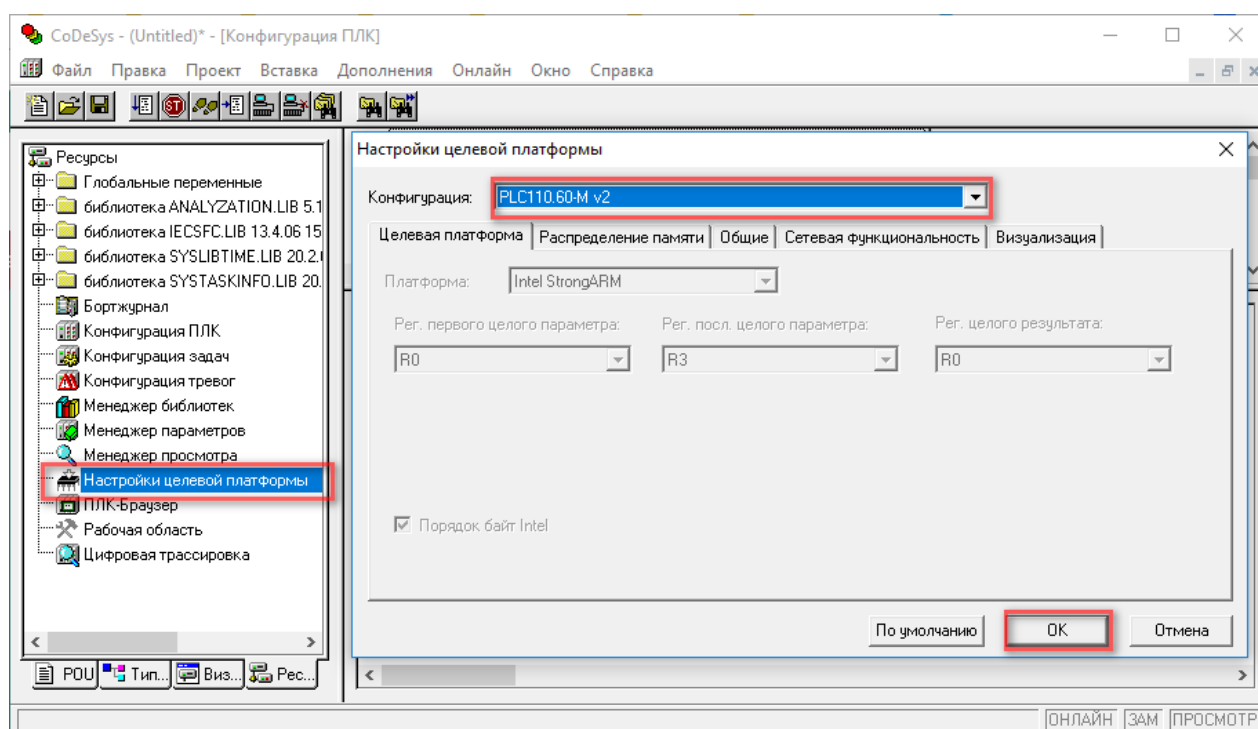 CoDeSys - (Untitled)* - [Конфигурация ПЛК]
Файл Правка Проект Вставка Дополнения Онлайн Окно Справка
Ресурсы
Глобальные переменные
библиотека ANALYZATION.LIB 5.1
библиотека IECSFC.LIB 13.4.06 15
библиотека SYSLIBTIME.LIB 20.2.
библиотека SYSTASKINFO.LIB 20.
Бортжурнал
Конфигурация ПЛК
Конфигурация задач
Конфигурация тревог
Менеджер библиотек
Менеджер параметров
Менеджер просмотра
Настройки целевой платформы
ПЛК-Браузер
Рабочая область
Цифровая трассировка
POU Тип... Виз... Рес...
Настройки целевой платформы
Конфигурация: PLC110.60-M v2
Целевая платформа Распределение памяти Общие Сетевая функциональность Визуализация
Платформа: Intel StrongARM
Рег. первого целого параметра: Рег. посл. целого параметра: Рег. целого результата:
R0 R3 R0
Порядок байт Intel
По умолчанию OK Отмена
ОНЛАЙН ЗАМ ПРОСМОТР